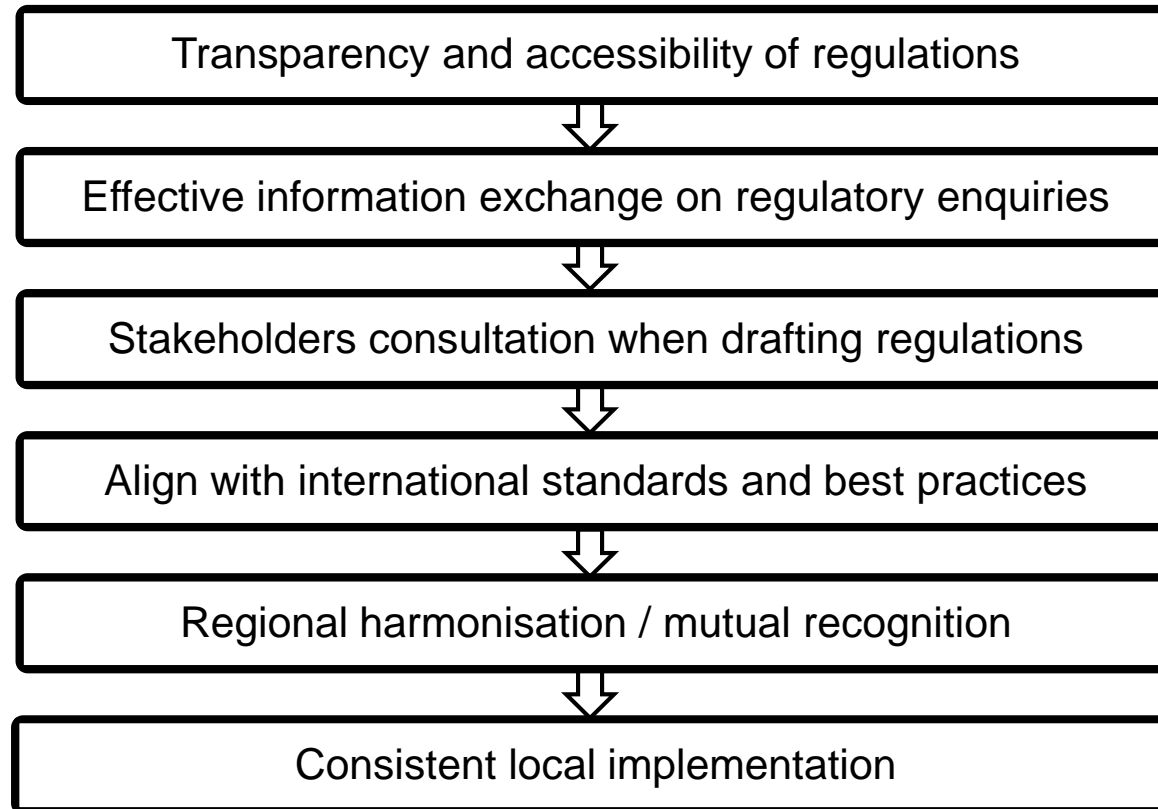 Transparency and accessibility of regulations
Effective information exchange on regulatory enquiries
Stakeholders consultation when drafting regulations
Align with international standards and best practices
Regional harmonisation / mutual recognition
Consistent local implementation